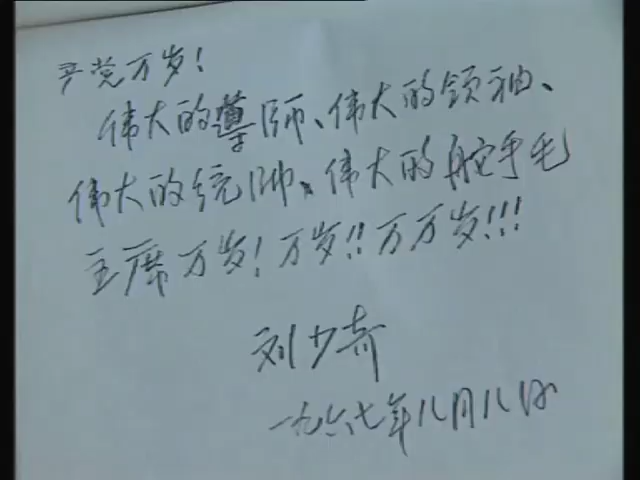 产党万岁!
伟大的導师、伟大的领袖、
伟大的统帅、伟大的舵手毛
主席万岁!万岁!!万万岁!!!
刘少奇
一九六七年八月八日